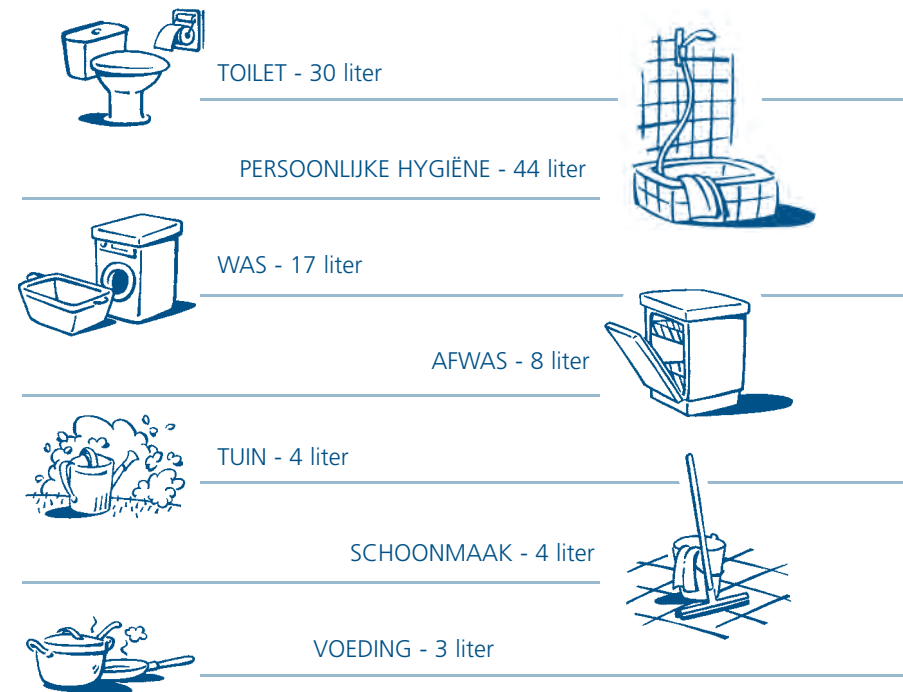 TOILET - 30 liter
PERSOONLIJKE HYGIËNE - 44 liter
WAS - 17 liter
AFWAS - 8 liter
TUIN - 4 liter
SCHOONMAAK - 4 liter
VOEDING - 3 liter